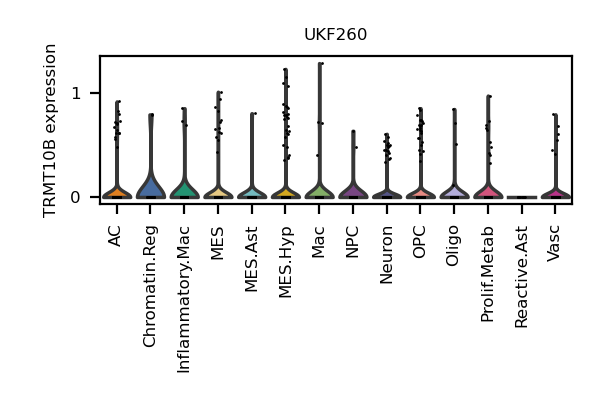 UKF260
TRMT10B expression
1
0
AC
Chromatin.Reg
Inflammatory.Mac
MES
MES.Ast
MES.Hyp
Mac
NPC
Neuron
OPC
Oligo
Prolif.Metab
Reactive.Ast
Vasc